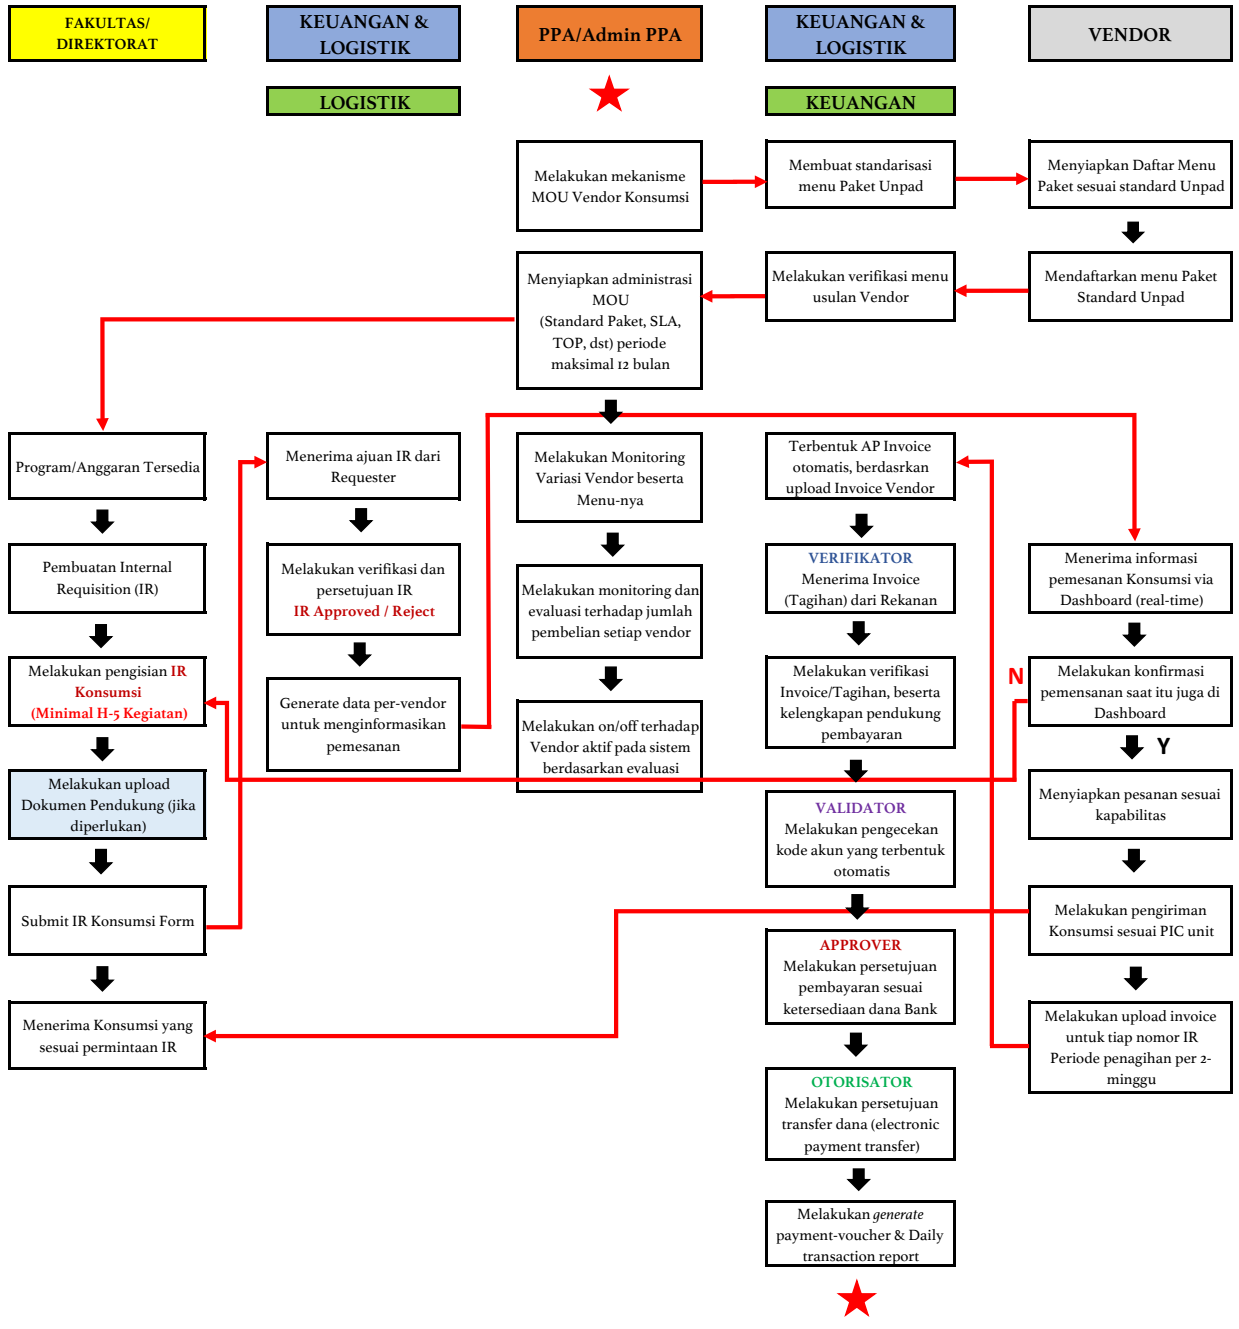 FAKULTAS/
DIREKTORAT
KEUANGAN &
LOGISTIK
PPA/Admin PPA
KEUANGAN &
LOGISTIK
VENDOR
LOGISTIK
KEUANGAN
Melakukan mekanisme
MOU Vendor Konsumsi
Membuat standarisasi
menu Paket Unpad
Menyiapkan Daftar Menu
Paket sesuai standard Unpad
Menyiapkan administrasi
MOU
(Standard Paket, SLA,
TOP, dst) periode
maksimal 12 bulan
Melakukan verifikasi menu
usulan Vendor
Mendaftarkan menu Paket
Standard Unpad
Program/Anggaran Tersedia
Menerima ajuan IR dari
Requester
Melakukan Monitoring
Variasi Vendor beserta
Menu-nya
Terbentuk AP Invoice
otomatis, berdasrkan
upload Invoice Vendor
Pembuatan Internal
Requisition (IR)
Melakukan verifikasi dan
persetujuan IR
IR Approved / Reject
Melakukan monitoring dan
evaluasi terhadap jumlah
pembelian setiap vendor
VERIFIKATOR
Menerima Invoice
(Tagihan) dari Rekanan
Menerima informasi
pemesanan Konsumsi via
Dashboard (real-time)
Melakukan pengisian IR
Konsumsi
(Minimal H-5 Kegiatan)
Generate data per-vendor
untuk menginformasikan
pemesanan
Melakukan on/off terhadap
Vendor aktif pada sistem
berdasarkan evaluasi
Melakukan verifikasi
Invoice/Tagihan, beserta
kelengkapan pendukung
pembayaran
N
Melakukan konfirmasi
pemensanan saat itu juga di
Dashboard
Y
Melakukan upload
Dokumen Pendukung (jika
diperlukan)
VALIDATOR
Melakukan pengecekan
kode akun yang terbentuk
otomatis
Menyiapkan pesanan sesuai
kapabilitas
Submit IR Konsumsi Form
APPROVER
Melakukan persetujuan
pembayaran sesuai
ketersediaan dana Bank
Melakukan pengiriman
Konsumsi sesuai PIC unit
Menerima Konsumsi yang
sesuai permintaan IR
Melakukan upload invoice
untuk tiap nomor IR
Periode penagihan per 2-
minggu
OTORISATOR
Melakukan persetujuan
transfer dana (electronic
payment transfer)
Melakukan generate
payment-voucher & Daily
transaction report